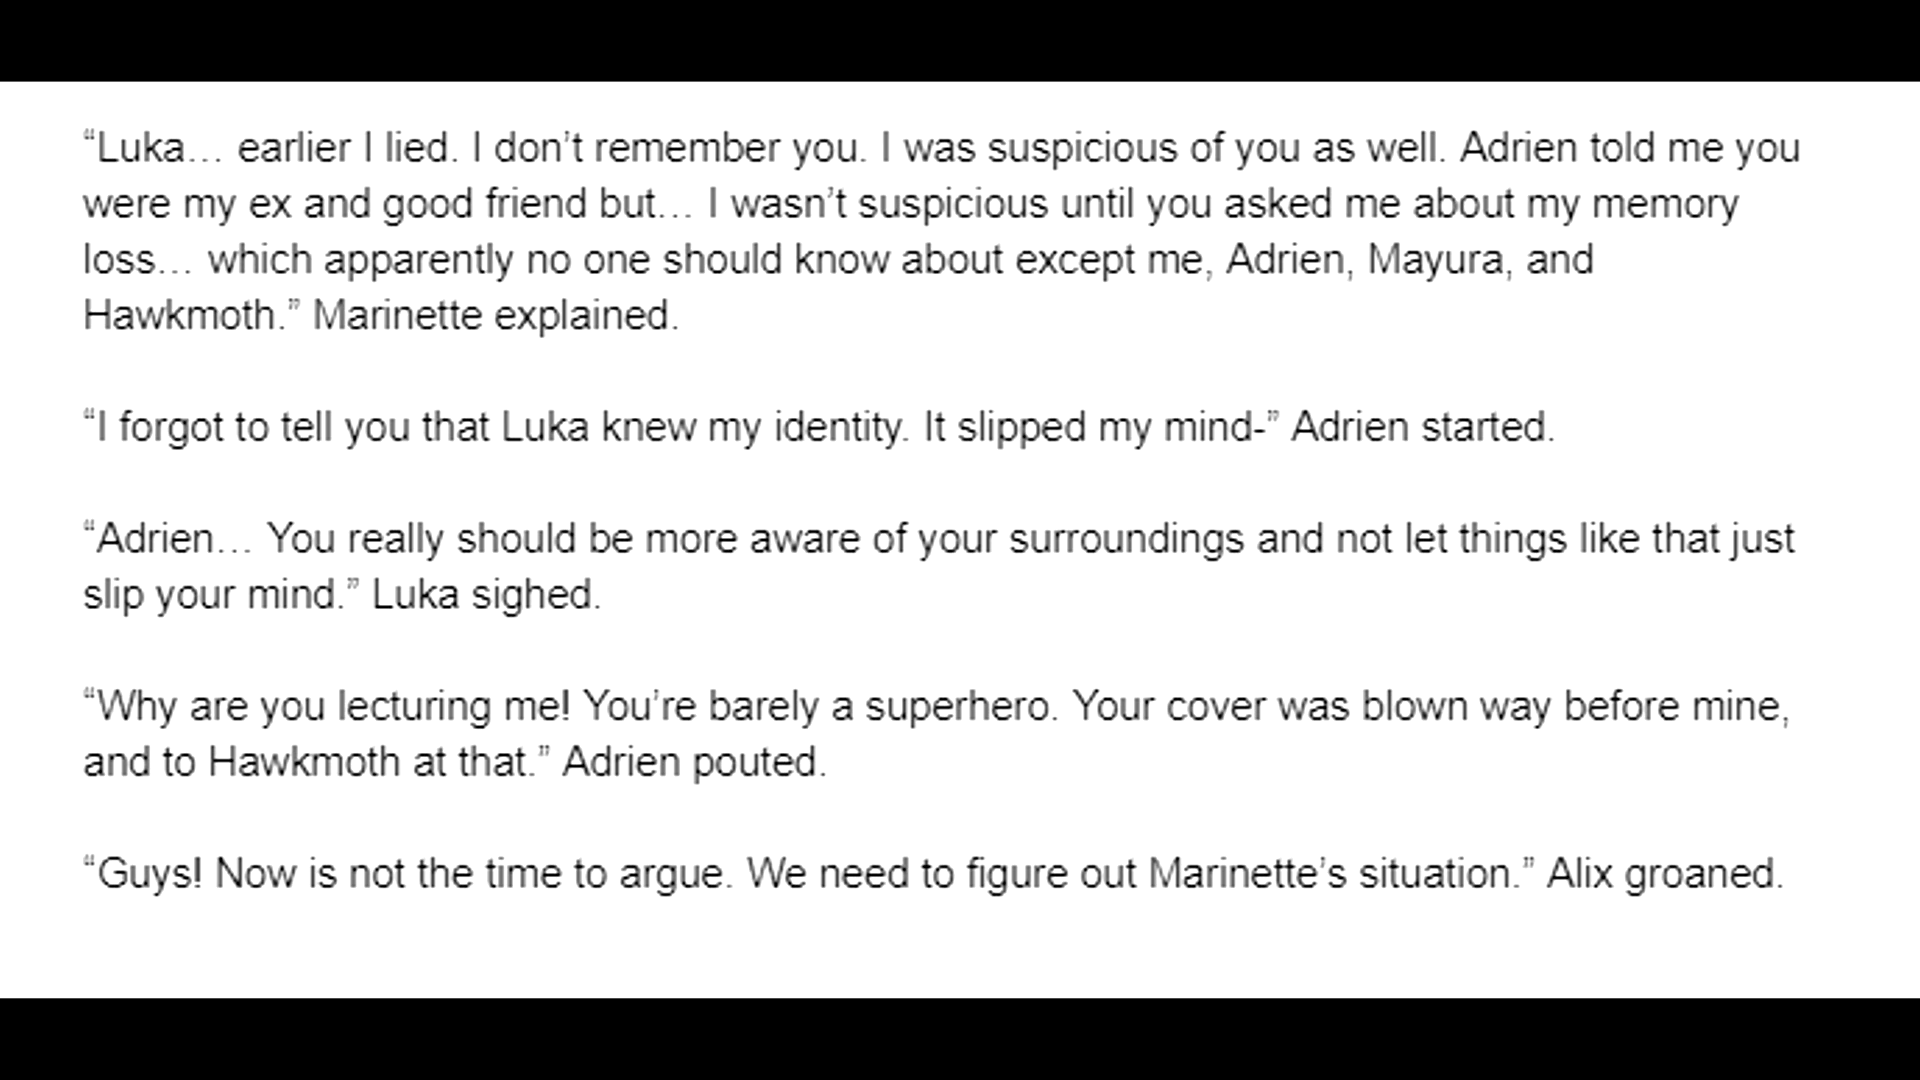 “Luka… earlier I lied. I don’t remember you. I was suspicious of you as well. Adrien told me you
were my ex and good friend but… I wasn’t suspicious until you asked me about my memory
loss… which apparently no one should know about except me, Adrien, Mayura, and
Hawkmoth.” Marinette explained.
“I forgot to tell you that Luka knew my identity. It slipped my mind-” Adrien started.
“Adrien… You really should be more aware of your surroundings and not let things like that just
slip your mind.” Luka sighed.
“Why are you lecturing me! You’re barely a superhero. Your cover was blown way before mine,
and to Hawkmoth at that.” Adrien pouted.
“Guys! Now is not the time to argue. We need to figure out Marinette’s situation.” Alix groaned.